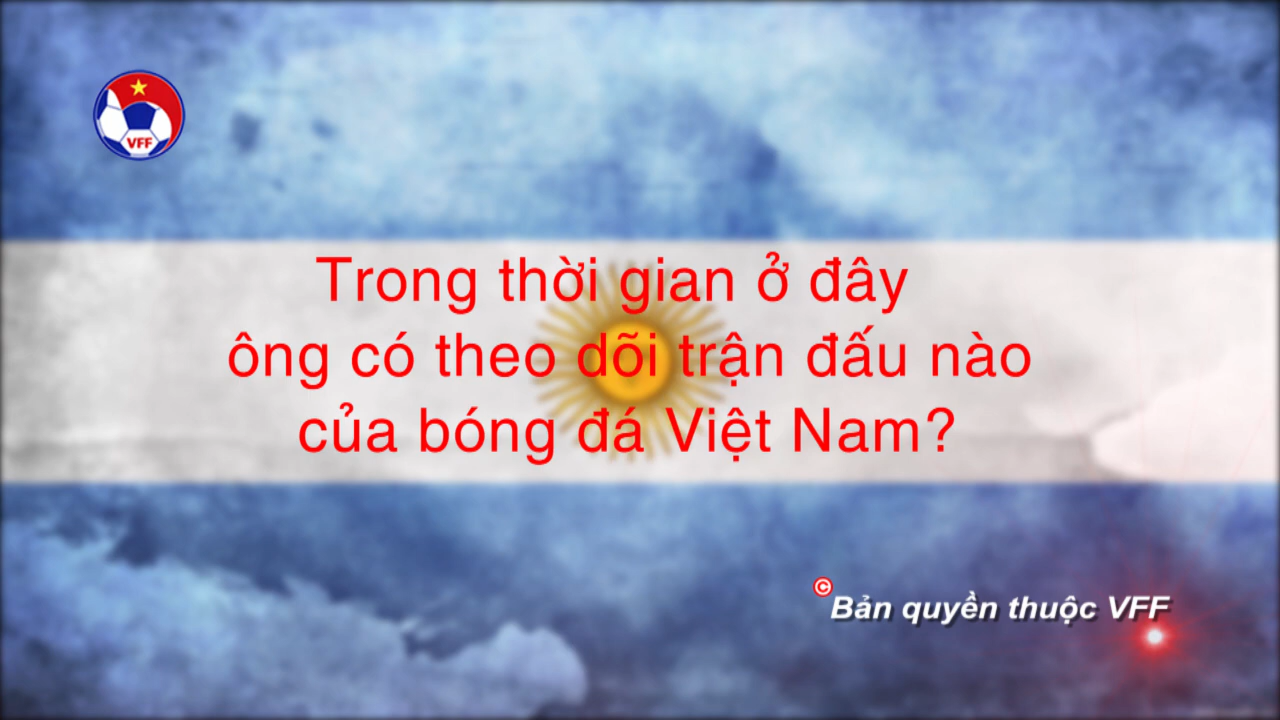 VFF
Trong thời gian ở đây
ông có theo dõi trận đấu nào
của bóng đá Việt Nam?
©Bản quyền thuộc VFF